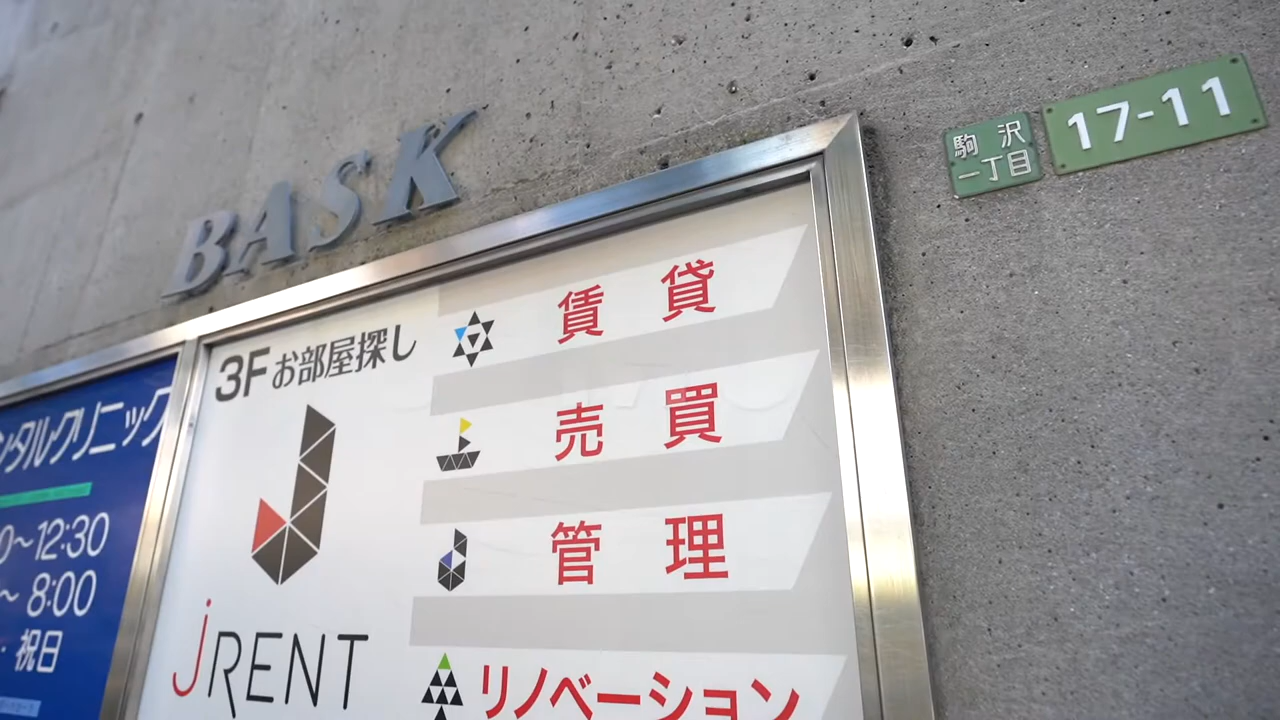 BASK
駒沢
一丁目
17-11
ンタルクリニック
0~12:30
~ 8:00
・祝日
3Fお部屋探し
jRENT
賃貸
売買
管理
リノベーション